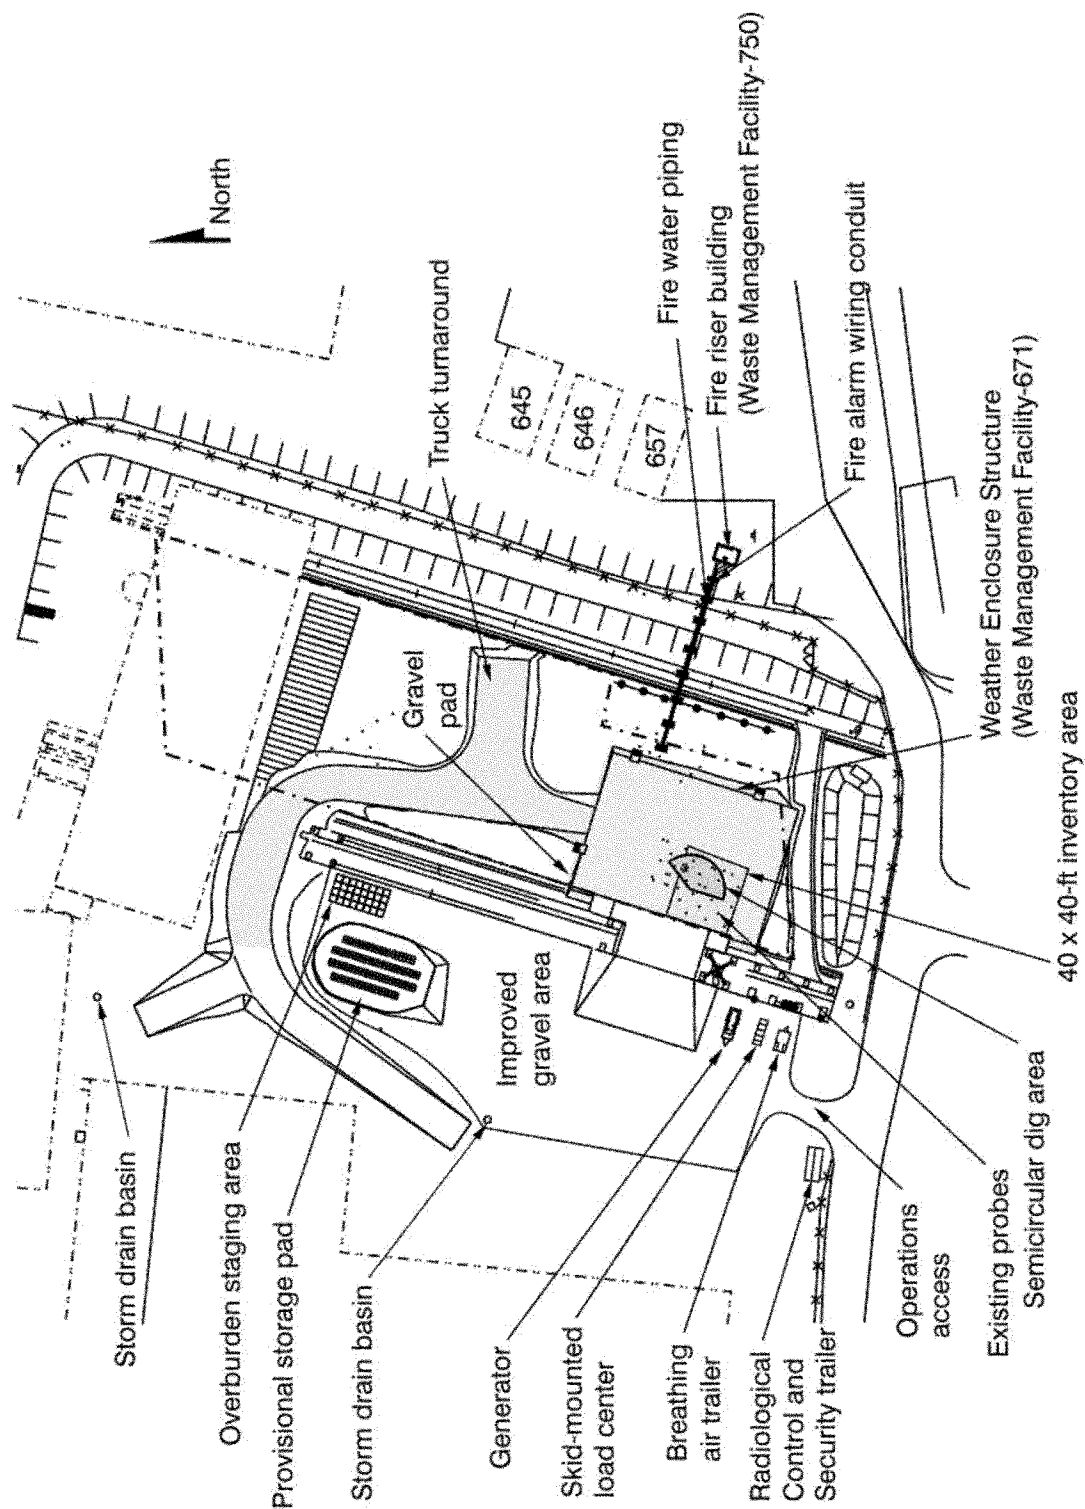 North
Storm drain basin
Overburden staging area
Provisional storage pad
Storm drain basin
Generator
Skid-mounted
load center
Breathing
air trailer
Radiological
Control and
Security trailer
Improved
gravel area
Gravel
pad
Truck turnaround
645
646
657
Fire water piping
Fire riser building
(Waste Management Facility-750)
Fire alarm wiring conduit
Weather Enclosure Structure
(Waste Management Facility-671)
40 x 40-ft inventory area
Operations
access
Existing probes
Semicircular dig area